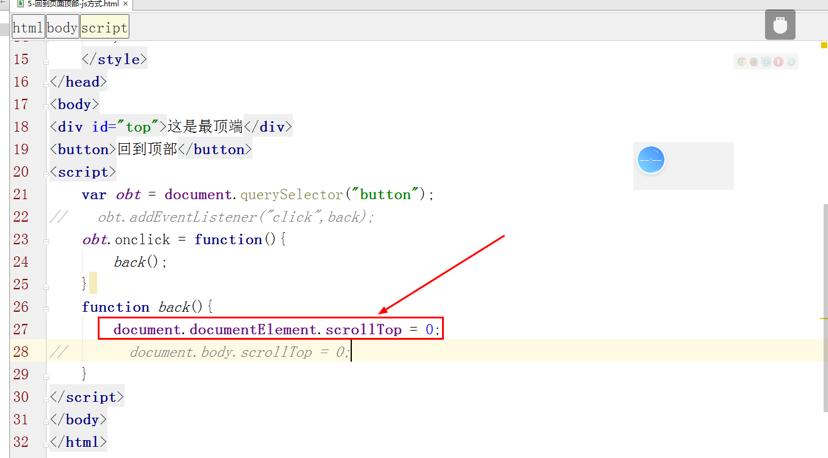 5-回到页面顶部-js方式.html ×
html body script
15 </style>
16 </head>
17 <body>
18 <div id="top">这是最顶端</div>
19 <button>回到顶部</button>
20 <script>
21 var obt = document.querySelector("button");
22 // obt.addEventListener("click",back);
23 obt.onclick = function(){
24 back();
25 }
26 function back(){
27 document.documentElement.scrollTop = 0;
28 // document.body.scrollTop = 0;
29 }
30 </script>
31 </body>
32 </html>